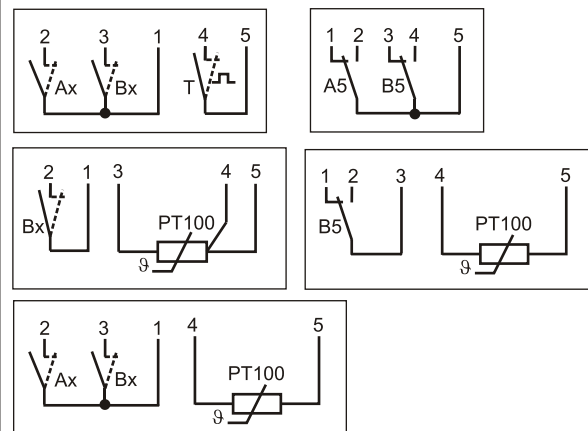 2 3 1 4 5
Ax Bx T
1 2 3 4 5
A5 B5
2 1 3 4 5
Bx PT100
ϑ
1 2 3 4 5
B5 PT100
ϑ
2 3 1 4 5
Ax Bx PT100
ϑ